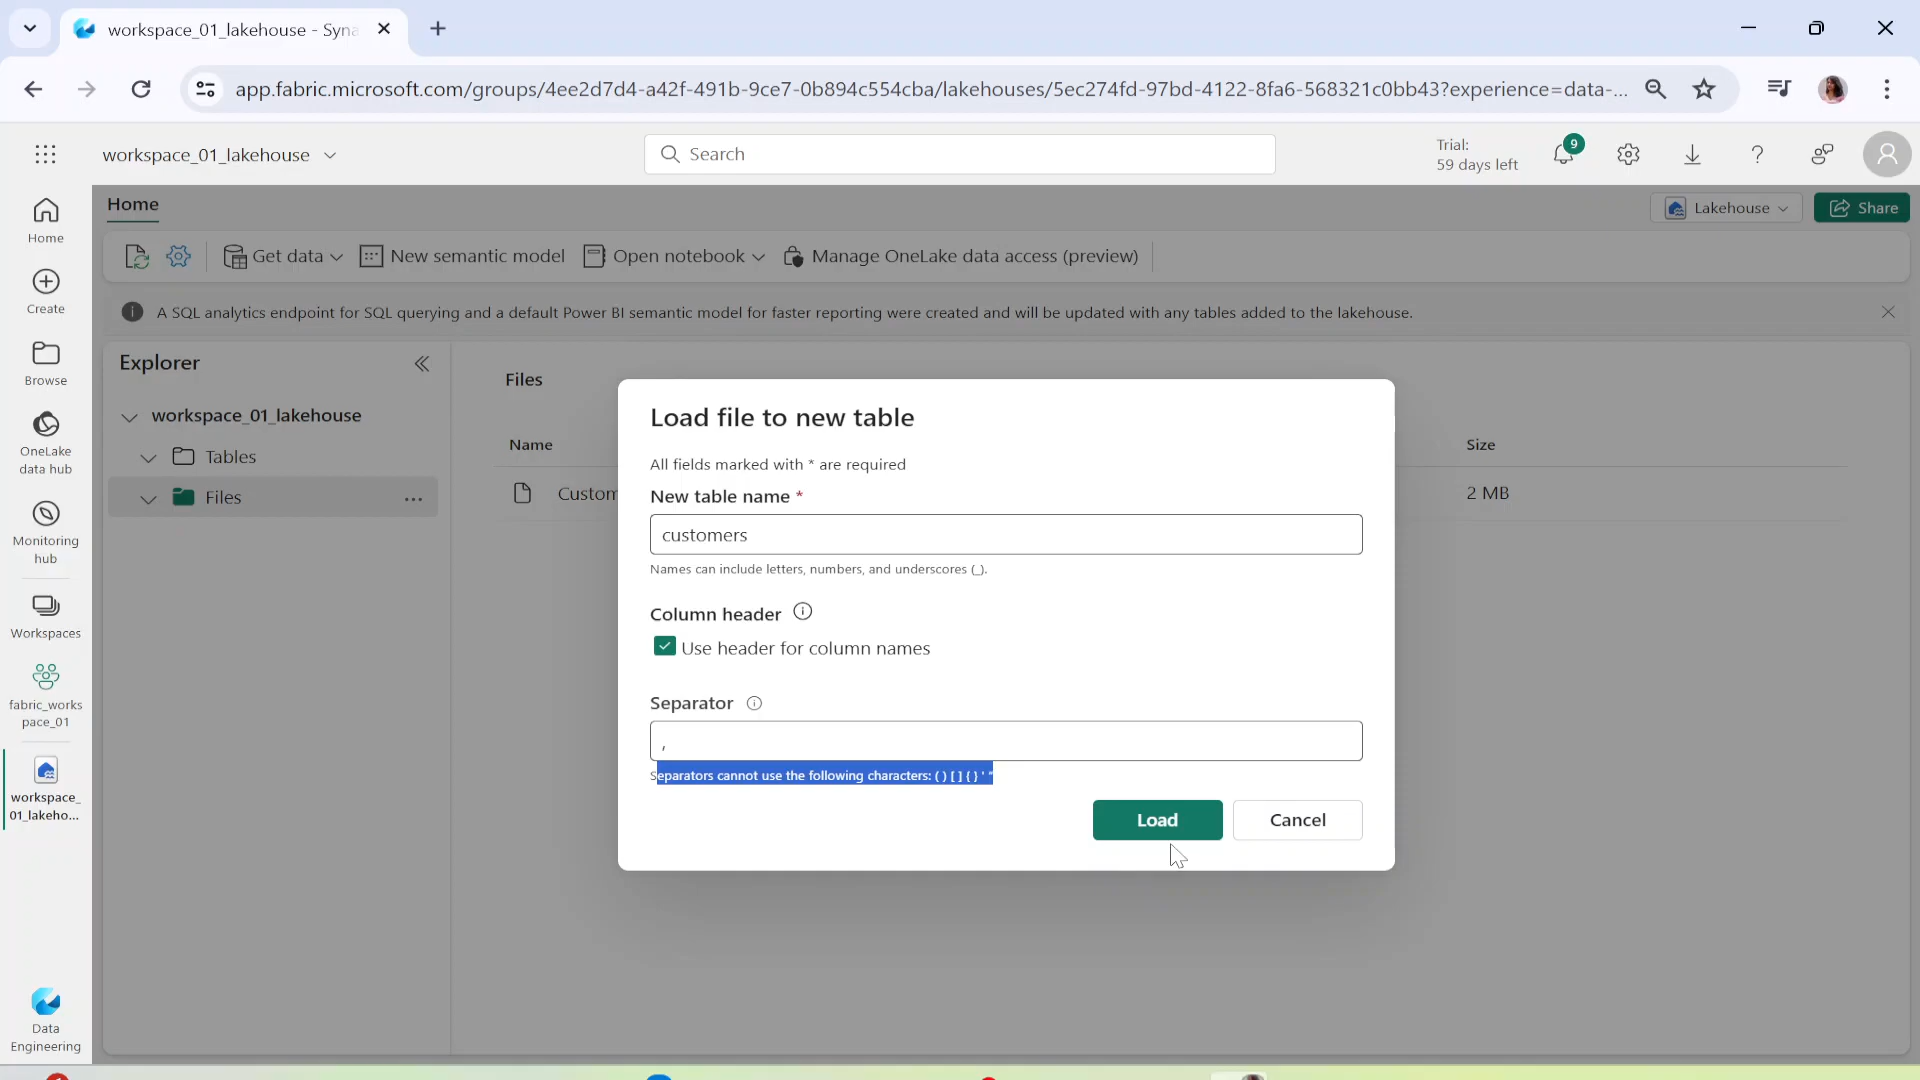 workspace_01_lakehouse - Syna
app.fabric.microsoft.com/groups/4ee2d7d4-a42f-491b-9ce7-0b894c554cba/lakehouses/5ec274fd-97bd-4122-8fa6-568321c0bb43?experience=data-...
workspace_01_lakehouse
Search
Trial:
59 days left
9
Home
Create
Browse
OneLake
data hub
Monitoring
hub
Workspaces
fabric_works
pace_01
workspace_
01_lakeho...
Data
Engineering
Home
Lakehouse
Share
Get data
New semantic model
Open notebook
Manage OneLake data access (preview)
A SQL analytics endpoint for SQL querying and a default Power BI semantic model for faster reporting were created and will be updated with any tables added to the lakehouse.
Explorer
workspace_01_lakehouse
Tables
Files
...
Files
Name
Size
Custom
2 MB
Load file to new table
All fields marked with * are required
New table name *
customers
Names can include letters, numbers, and underscores (_).
Column header
Use header for column names
Separator
,
Separators cannot use the following characters: ( ) [ ] { } ' "
Load
Cancel